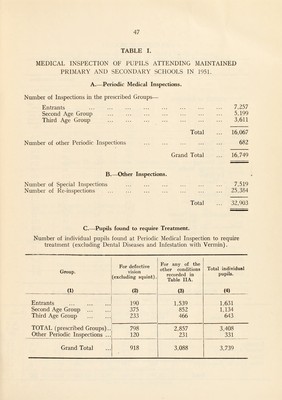 47
TABLE I.
MEDICAL INSPECTION OF PUPILS ATTENDING MAINTAINED
PRIMARY AND SECONDARY SCHOOLS IN 1951.
A.—Periodic Medical Inspections.
Number of Inspections in the prescribed Groups—
Entrants ... ... ... ... ... ... ... ... 7,257
Second Age Group ... ... ... ... ... ... ... 5,199
Third Age Group ... ... ... ... ... ... ... 3,611
Total ... 16,067
Number of other Periodic Inspections ... ... ... ... ... 682
Grand Total ... 16,749
B.—Other Inspections.
Number of Special Inspections ... ... ... ... ... ... 7,519
Number of Re-inspections ... ... ... ... ... ... ... 25,384
Total ... 32,903
C.—Pupils found to require Treatment.
Number of individual pupils found at Periodic Medical Inspection to require
treatment (excluding Dental Diseases and Infestation with Vermin).
Group. For defective vision (excluding squint). For any of the other conditions recorded in Table IIA. Total individual pupils.
(1) (2) (3) (4)
Entrants ... ... ... 190 1,539 1,631
Second Age Group ... ... 375 852 1,134
Third Age Group ... ... 233 466 643
TOTAL (prescribed Groups)... 798 2,857 3,408
Other Periodic Inspections ... 120 231 331
Grand Total ... 918 3,088 3,739